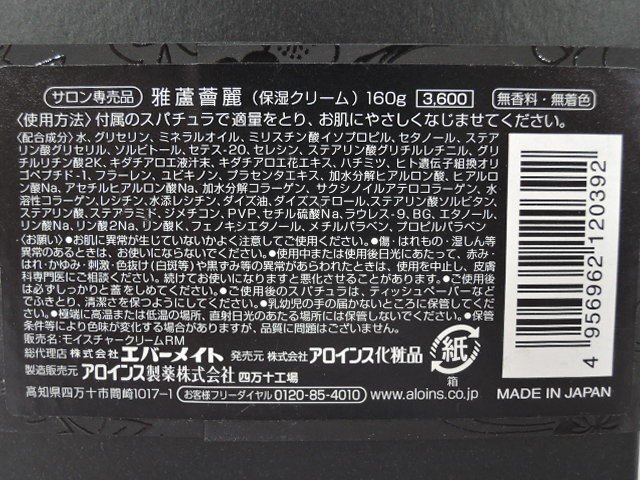 サロン専売品 雅蘆薈麗 (保湿クリーム) 160g 3,600 無香料・無着色
〈使用方法〉付属のスパチュラで適量をとり、お肌にやさしくなじませてください。
〈配合成分〉水、グリセリン、ミネラルオイル、ミリスチン酸イソプロピル、セタノール、ステア
リン酸グリセリル、ソルビトール、セテス-20、セレシン、ステアリン酸グリチルレチニル、グリ
チルリチン酸2K、キダチアロエ液汁末、キダチアロエ花エキス、ハチミツ、ヒト遺伝子組換オリ
ゴペプチド-1、フラーレン、ユビキノン、プラセンタエキス、加水分解ヒアルロン酸、ヒアルロ
ン酸Na、アセチルヒアルロン酸Na、加水分解コラーゲン、サクシノイルアテロコラーゲン、水
溶性コラーゲン、レシチン、水添レシチン、ダイズ油、ダイズステロール、ステアリン酸ソルビタン、
ステアリン酸、ステアラミド、ジメチコン、PVP、セチル硫酸Na、ラウレス-9、BG、エタノール、
リン酸Na、リン酸2Na、リン酸K、フェノキシエタノール、メチルパラベン、プロピルパラベン
〈お願い〉●お肌に異常が生じていないかよく注意してご使用ください。●傷・はれもの・湿しん等
異常のあるときは、お使いにならないでください。●使用中または使用後日光にあたって、赤み・
はれ・かゆみ・刺激・色抜け(白斑等)や黒ずみ等の異常があらわれたときは、使用を中止し、皮膚
科専門医にご相談ください。続けてお使いになりますと悪化させることがあります。●ご使用後
は必ずしっかりと蓋をしめてください。●ご使用後のスパチュラは、ティッシュペーパーなど
でふきとり、清潔さを保つようにしてください。●乳幼児の手の届かないところに保管してくだ
さい。●極端に高温または低温の場所、直射日光のあたる場所には保管しないでください。●保管
条件等により色味が変化する場合がありますが、品質に問題はございません。
販売名:モイスチャークリームRM
総代理店 株式会社 エバーメイト 発売元 株式会社 アロインス化粧品
製造販売元 アロインス製薬株式会社 四万十工場
高知県四万十市間崎1017-1 お客様フリーダイヤル 0120-85-4010 www.aloins.co.jp
紙
箱
MADE IN JAPAN
4 956962 120392